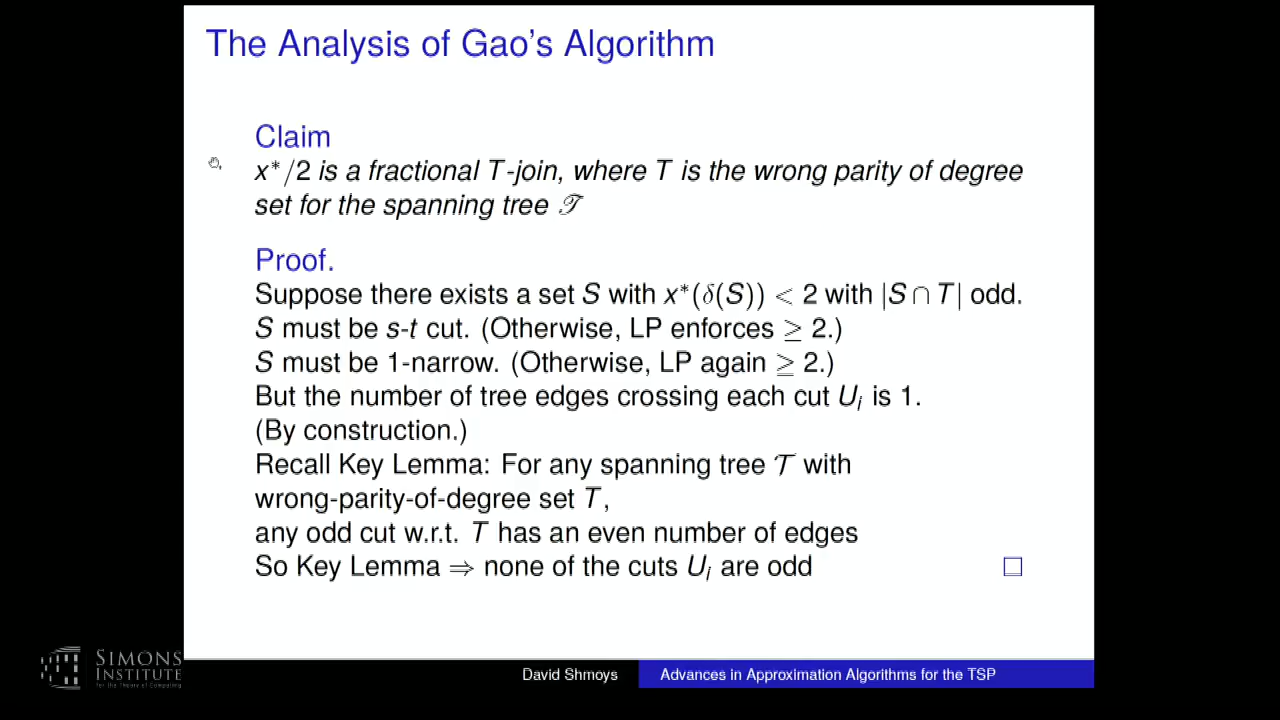 The Analysis of Gao's Algorithm
Claim
x*/2 is a fractional T-join, where T is the wrong parity of degree
set for the spanning tree 𝒯
Proof.
Suppose there exists a set S with x*(δ(S)) < 2 with |S ∩ T| odd.
S must be s-t cut. (Otherwise, LP enforces ≥ 2.)
S must be 1-narrow. (Otherwise, LP again ≧ 2.)
But the number of tree edges crossing each cut Uᵢ is 1.
(By construction.)
Recall Key Lemma: For any spanning tree 𝒯 with
wrong-parity-of-degree set T,
any odd cut w.r.t. T has an even number of edges
So Key Lemma ⇒ none of the cuts Uᵢ are odd □
SIMONS
INSTITUTE
for the Theory of Computing
David Shmoys Advances in Approximation Algorithms for the TSP